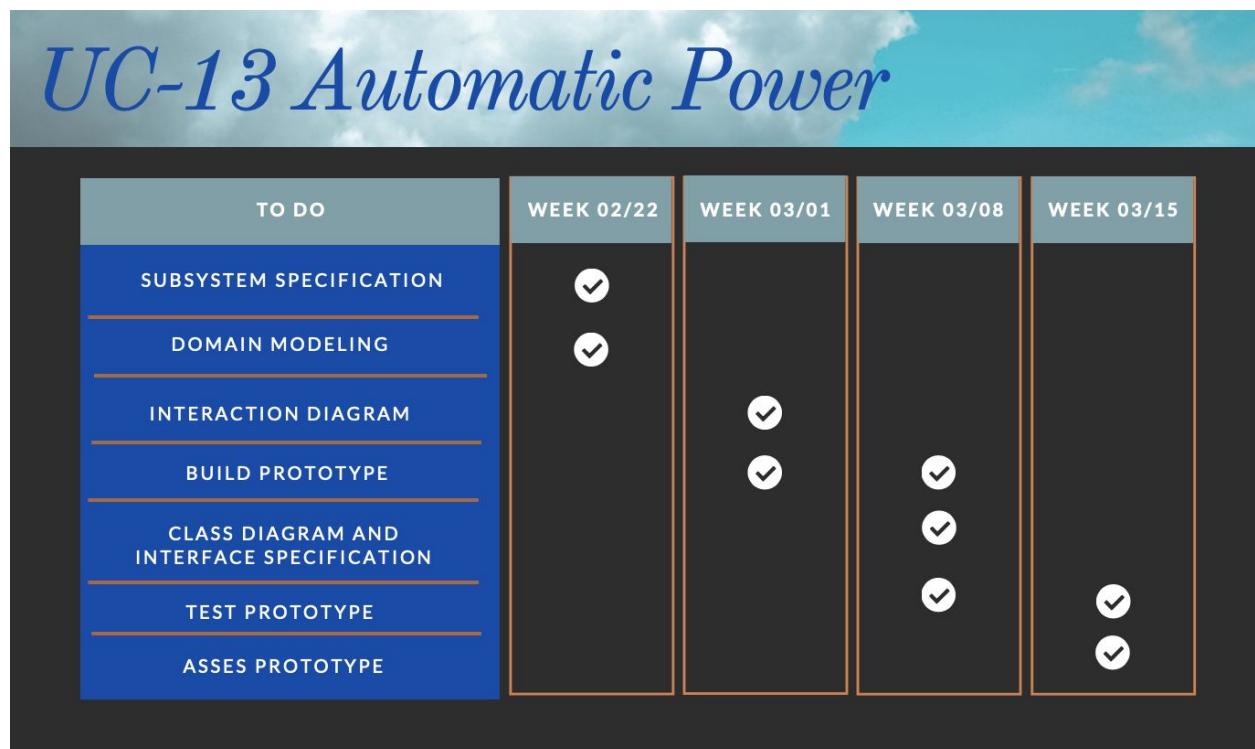 UC-13 Automatic Power
TO DO
WEEK 02/22
WEEK 03/01
WEEK 03/08
WEEK 03/15
SUBSYSTEM SPECIFICATION
DOMAIN MODELING
INTERACTION DIAGRAM
BUILD PROTOTYPE
CLASS DIAGRAM AND
INTERFACE SPECIFICATION
TEST PROTOTYPE
ASSES PROTOTYPE